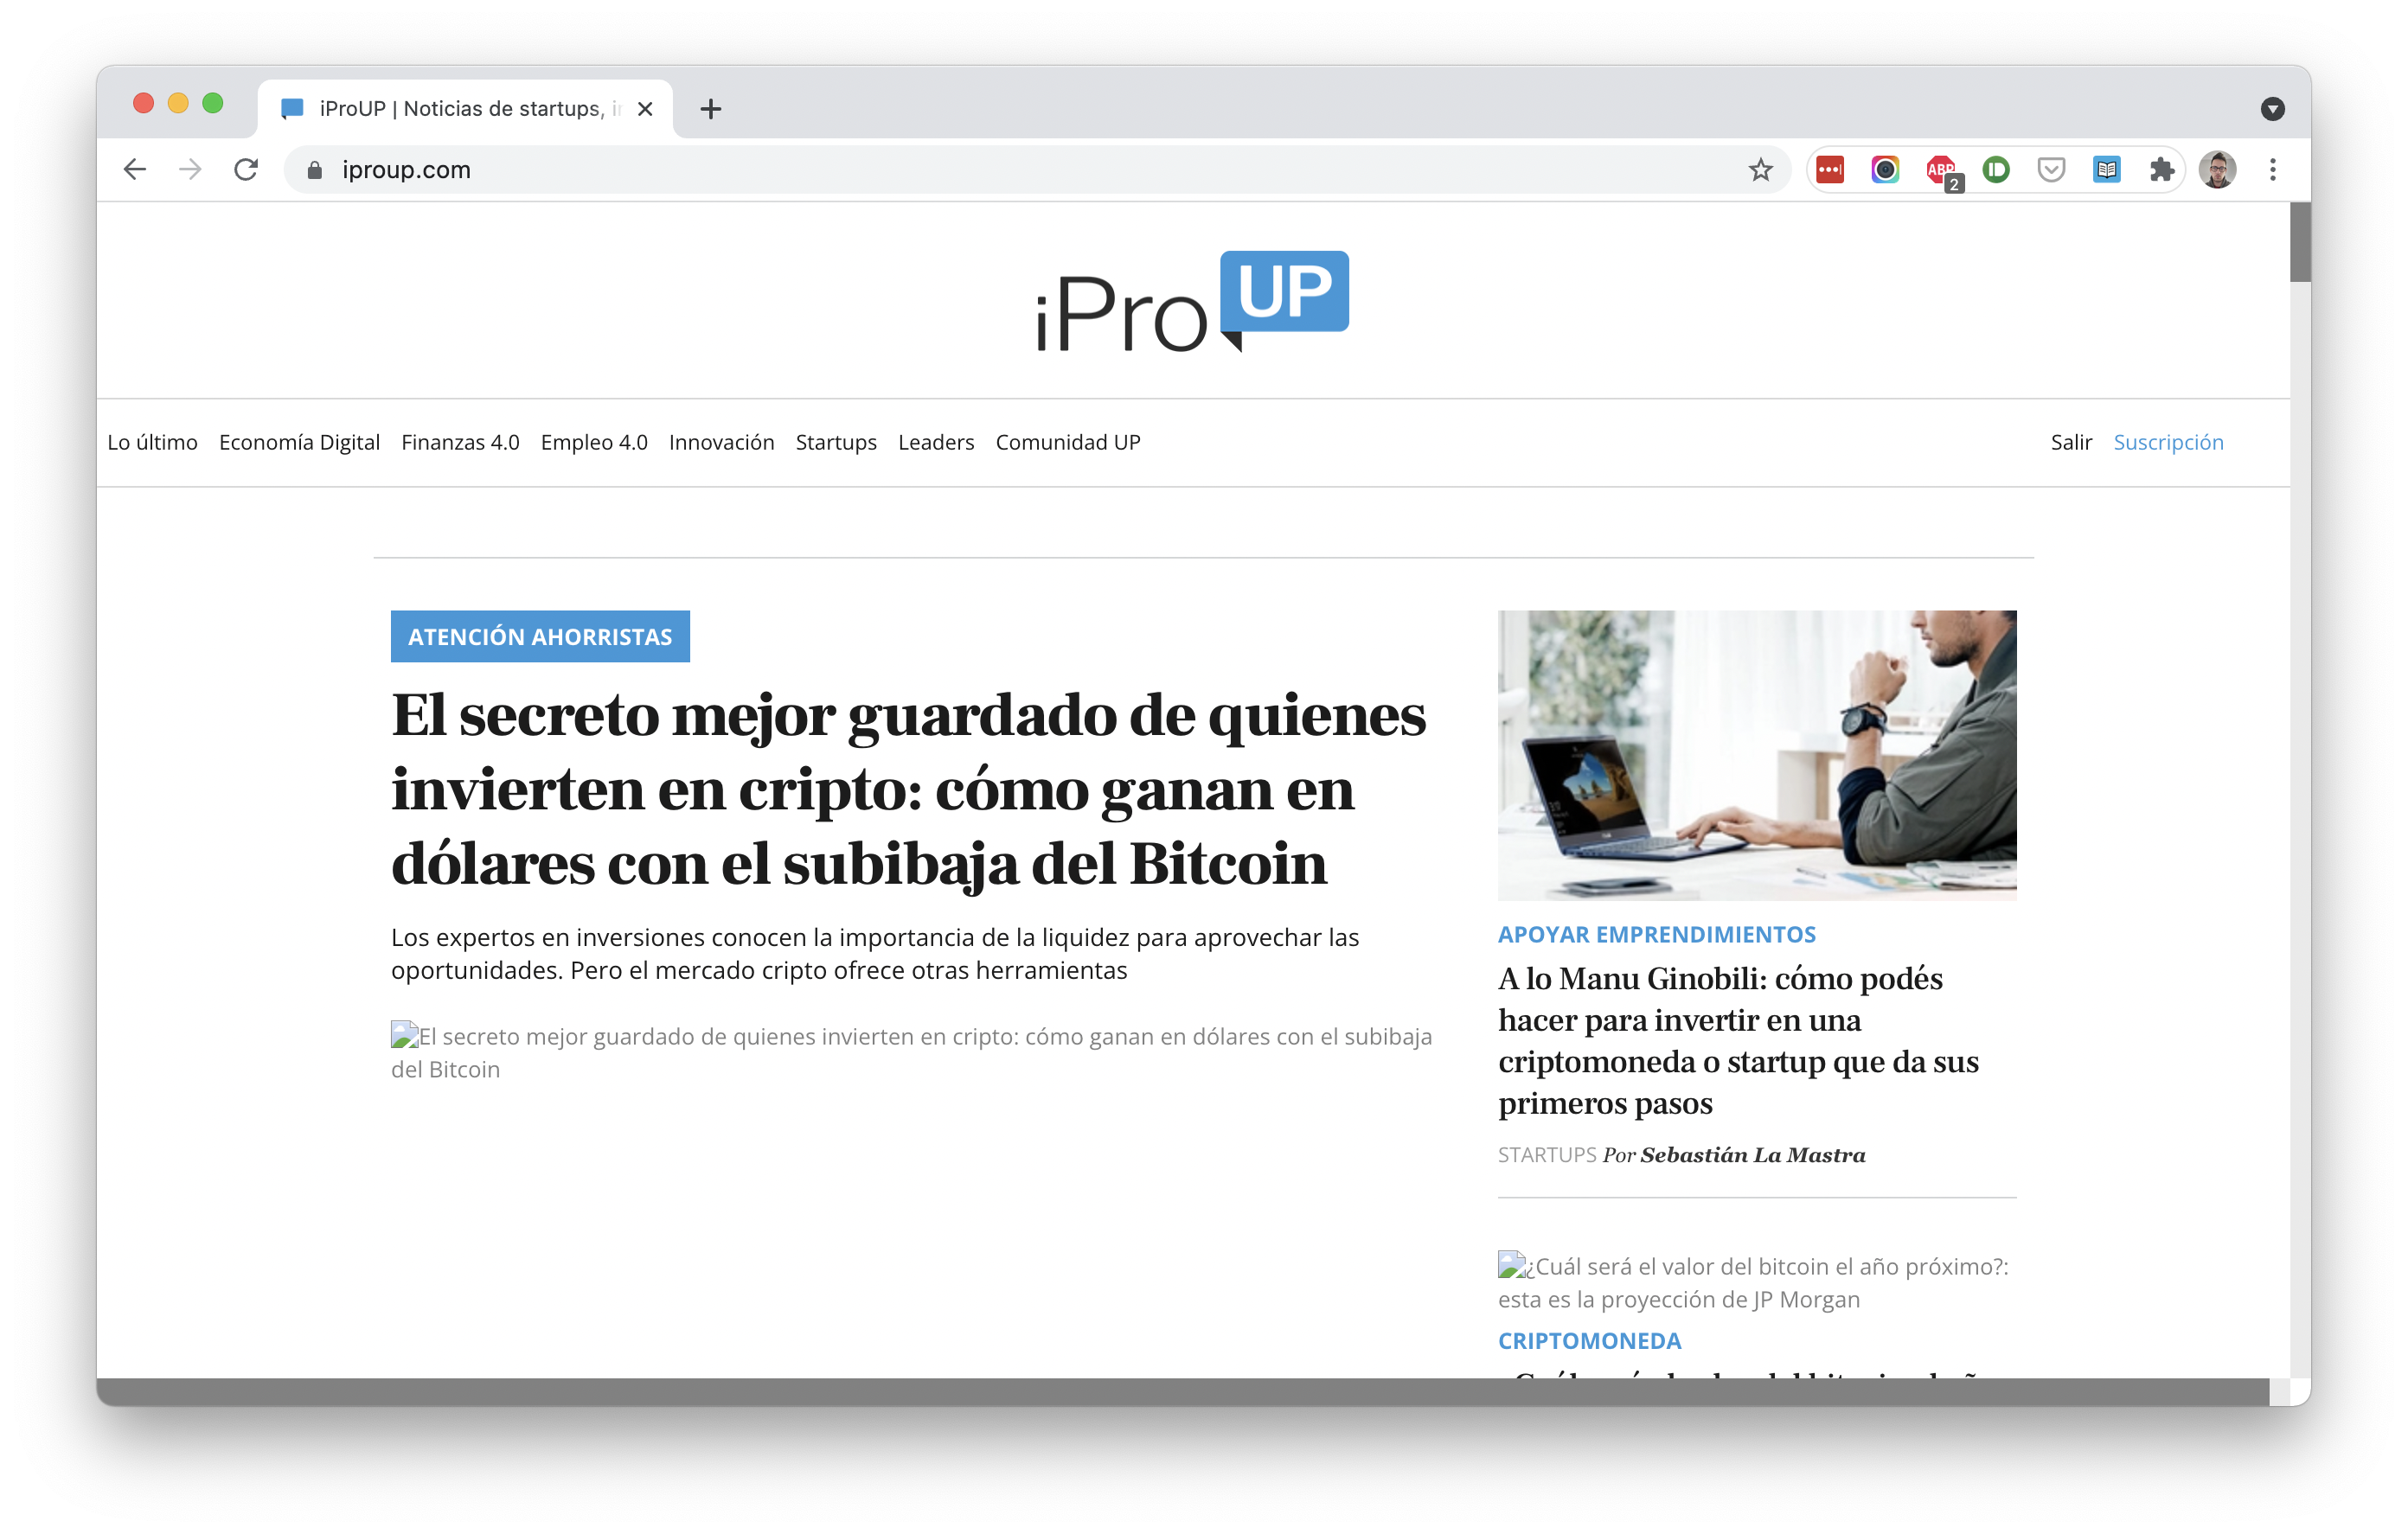 iProUP | Noticias de startups,
iproup.com
ABP
2
iPro UP
Lo último Economía Digital Finanzas 4.0 Empleo 4.0 Innovación Startups Leaders Comunidad UP Salir Suscripción
ATENCIÓN AHORRISTAS
El secreto mejor guardado de quienes
invierten en cripto: cómo ganan en
dólares con el subibaja del Bitcoin
Los expertos en inversiones conocen la importancia de la liquidez para aprovechar las
oportunidades. Pero el mercado cripto ofrece otras herramientas
El secreto mejor guardado de quienes invierten en cripto: cómo ganan en dólares con el subibaja
del Bitcoin
APOYAR EMPRENDIMIENTOS
A lo Manu Ginobili: cómo podés
hacer para invertir en una
criptomoneda o startup que da sus
primeros pasos
STARTUPS Por Sebastián La Mastra
¿Cuál será el valor del bitcoin el año próximo?:
esta es la proyección de JP Morgan
CRIPTOMONEDA